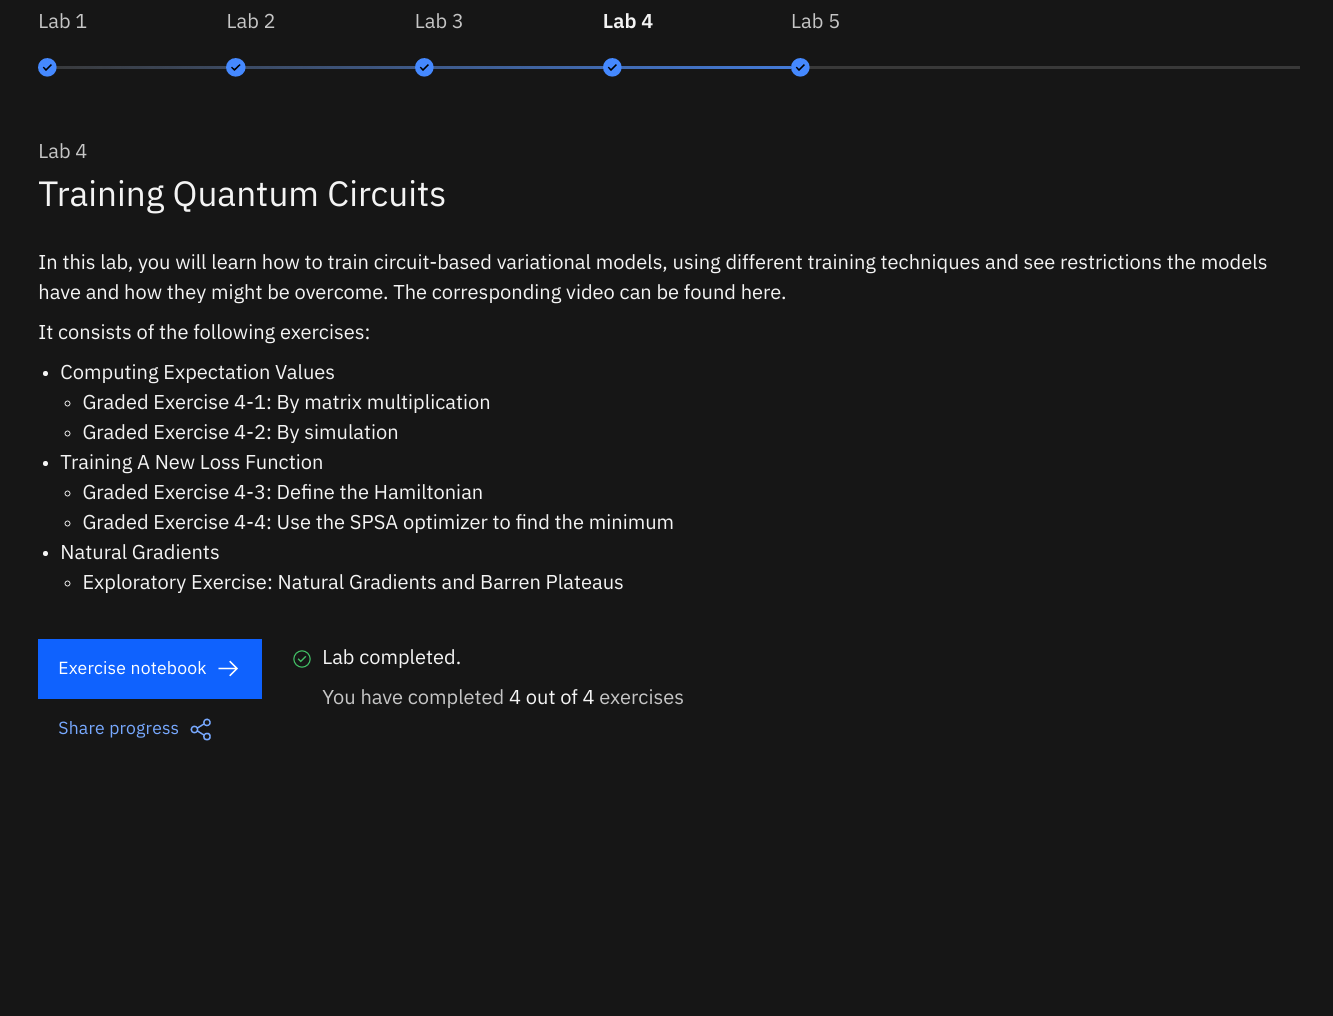 Lab 1 Lab 2 Lab 3 Lab 4 Lab 5
Lab 4
Training Quantum Circuits
In this lab, you will learn how to train circuit-based variational models, using different training techniques and see restrictions the models
have and how they might be overcome. The corresponding video can be found here.
It consists of the following exercises:
• Computing Expectation Values
◦ Graded Exercise 4-1: By matrix multiplication
◦ Graded Exercise 4-2: By simulation
• Training A New Loss Function
◦ Graded Exercise 4-3: Define the Hamiltonian
◦ Graded Exercise 4-4: Use the SPSA optimizer to find the minimum
• Natural Gradients
◦ Exploratory Exercise: Natural Gradients and Barren Plateaus
Exercise notebook →
Lab completed.
You have completed 4 out of 4 exercises
Share progress